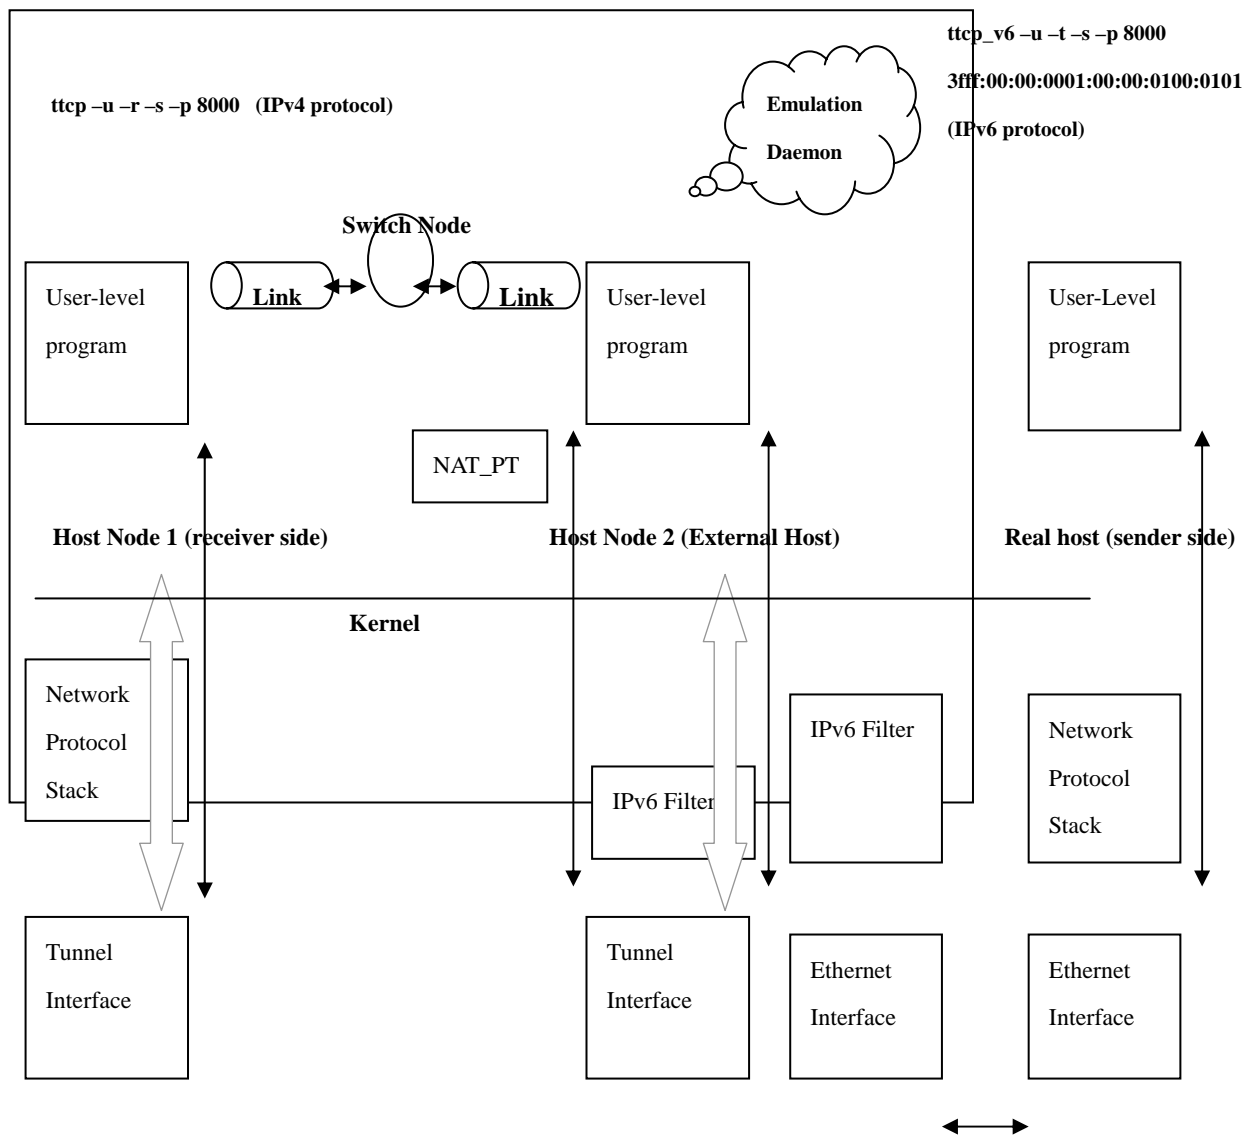 ttcp_v6 –u –t –s –p 8000
3fff:00:00:0001:00:00:0100:0101
(IPv6 protocol)
ttcp –u –r –s –p 8000 (IPv4 protocol)
Emulation
Daemon
Switch Node
User-level
program
Link
Link
User-level
program
User-Level
program
NAT_PT
Host Node 1 (receiver side)
Host Node 2 (External Host)
Real host (sender side)
Kernel
Network
Protocol
Stack
IPv6 Filter
IPv6 Filter
Network
Protocol
Stack
Tunnel
Interface
Tunnel
Interface
Ethernet
Interface
Ethernet
Interface